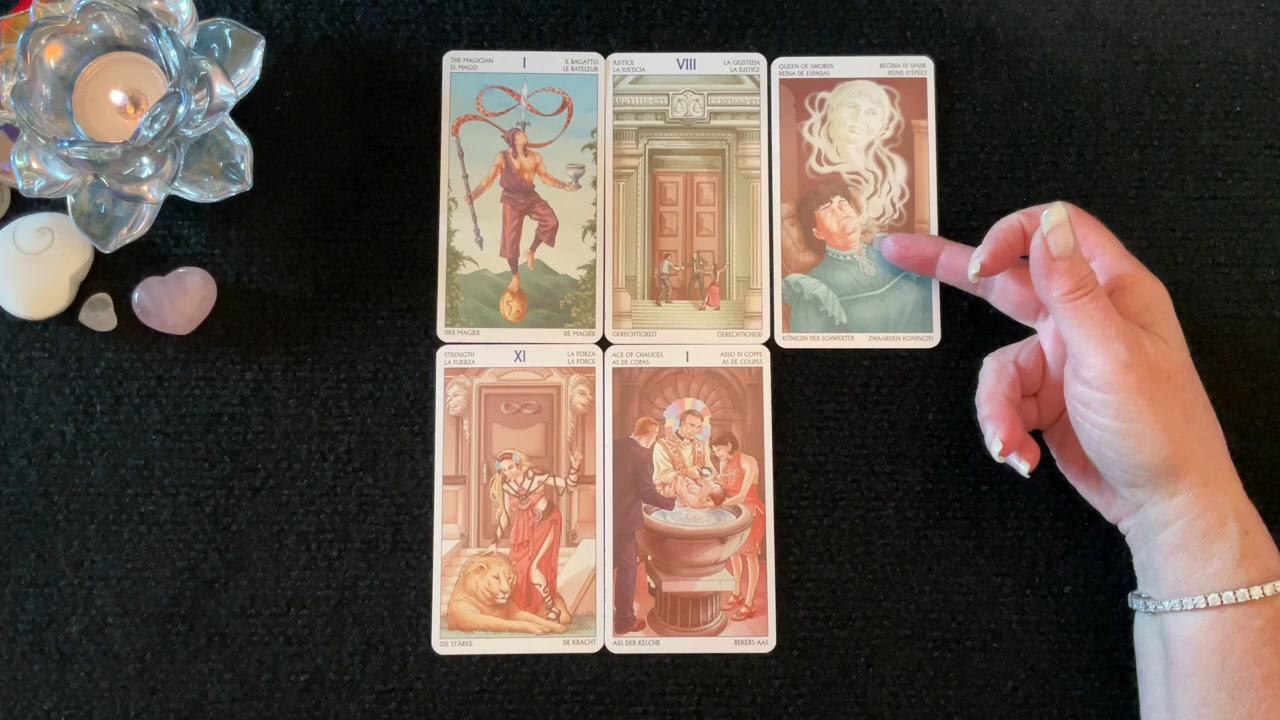 THE MAGICIAN
EL MAGO
I
IL BAGATTO
LE BATELEUR
DER MAGIER
DE MAGIËR
JUSTICE
LA JUSTICIA
VIII
LA GIUSTIZIA
LA JUSTICE
GERECHTIGKEIT
GERECHTIGHEID
QUEEN OF SWORDS
REINA DE ESPADAS
REGINA DI SPADE
REINE D'ÉPÉES
KÖNIGIN DER SCHWERTER
ZWAARDEN KONINGIN
STRENGTH
LA FUERZA
XI
LA FORZA
LA FORCE
DIE STÄRKE
DE KRACHT
ACE OF CHALICES
AS DE COPAS
I
ASSO DI COPPE
AS DE COUPES
ASS DER KELCHE
BEKERS AAS